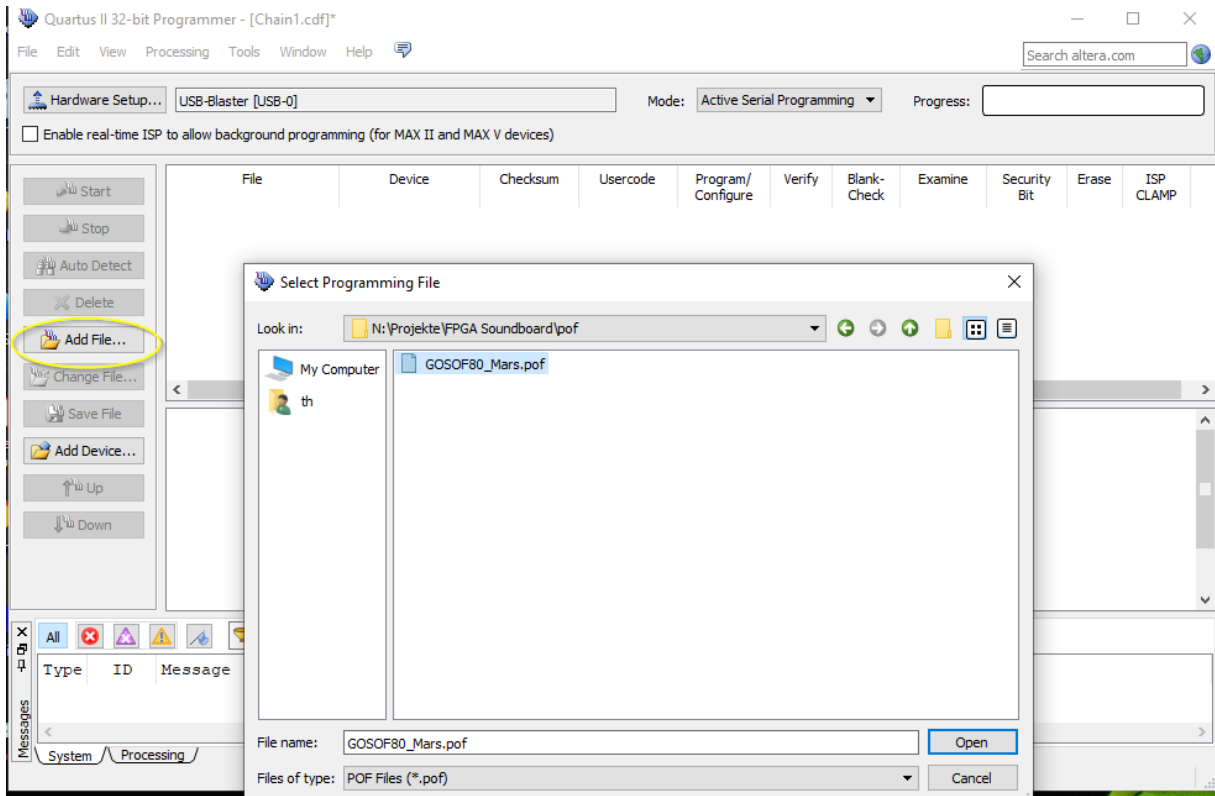 Quartus II 32-bit Programmer - [Chain1.cdf]*
File Edit View Processing Tools Window Help
Search altera.com
Hardware Setup... USB-Blaster [USB-0] Mode: Active Serial Programming Progress:
Enable real-time ISP to allow background programming (for MAX II and MAX V devices)
File Device Checksum Usercode Program/ Verify Blank- Examine Security Erase ISP
Configure Check Bit CLAMP
Start
Stop
Auto Detect
Delete
Add File...
Change File...
Save File
Add Device...
Up
Down
Select Programming File
Look in: N:\Projekte\FPGA Soundboard\pof
My Computer
th
GOSOF80_Mars.pof
File name: GOSOF80_Mars.pof Open
Files of type: POF Files (*.pof) Cancel
All
Type ID Message
Messages
System Processing